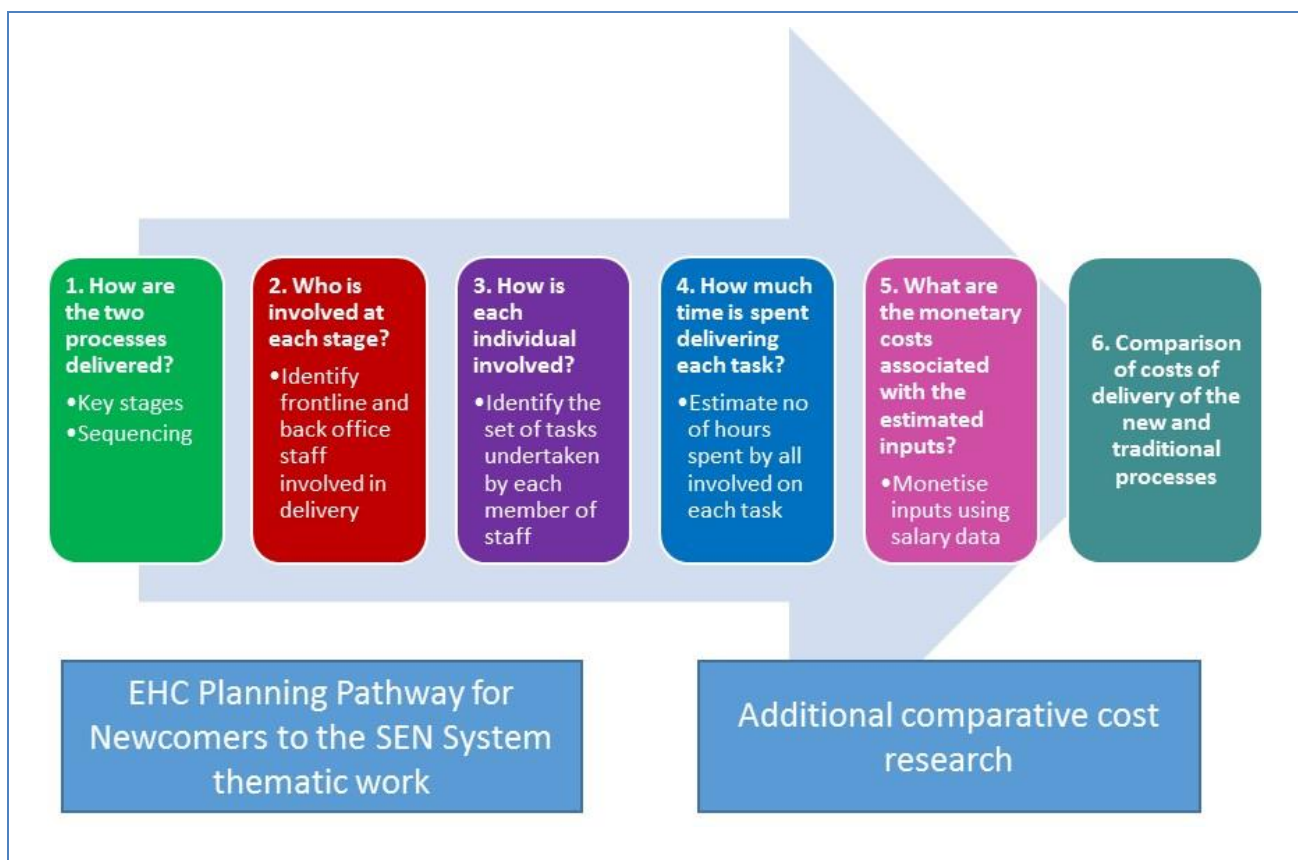 1. How are
the two
processes
delivered?
•Key stages
•Sequencing
2. Who is
involved at
each stage?
•Identify
frontline and
back office
staff
involved in
delivery
3. How is
each
individual
involved?
•Identify the
set of tasks
undertaken
by each
member of
staff
4. How much
time is spent
delivering
each task?
•Estimate no
of hours
spent by all
involved on
each task
5. What are
the monetary
costs
associated
with the
estimated
inputs?
•Monetise
inputs using
salary data
6. Comparison
of costs of
delivery of the
new and
traditional
processes
EHC Planning Pathway for
Newcomers to the SEN System
thematic work
Additional comparative cost
research